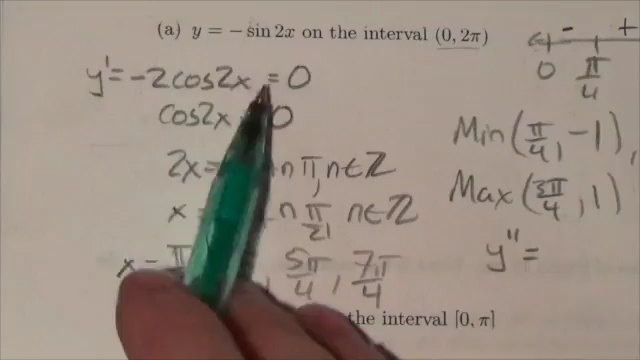 (a) y = − sin 2x on the interval (0, 2π)
− +
0 π/4
y' = -2cos2x = 0
cos2x 0
2x = nπ, n∈ℤ
x = n π/2, n∈ℤ
x = π 5π/4, 7π/4
Min(π/4, -1),
Max(3π/4, 1)
y'' =
the interval [0, π]